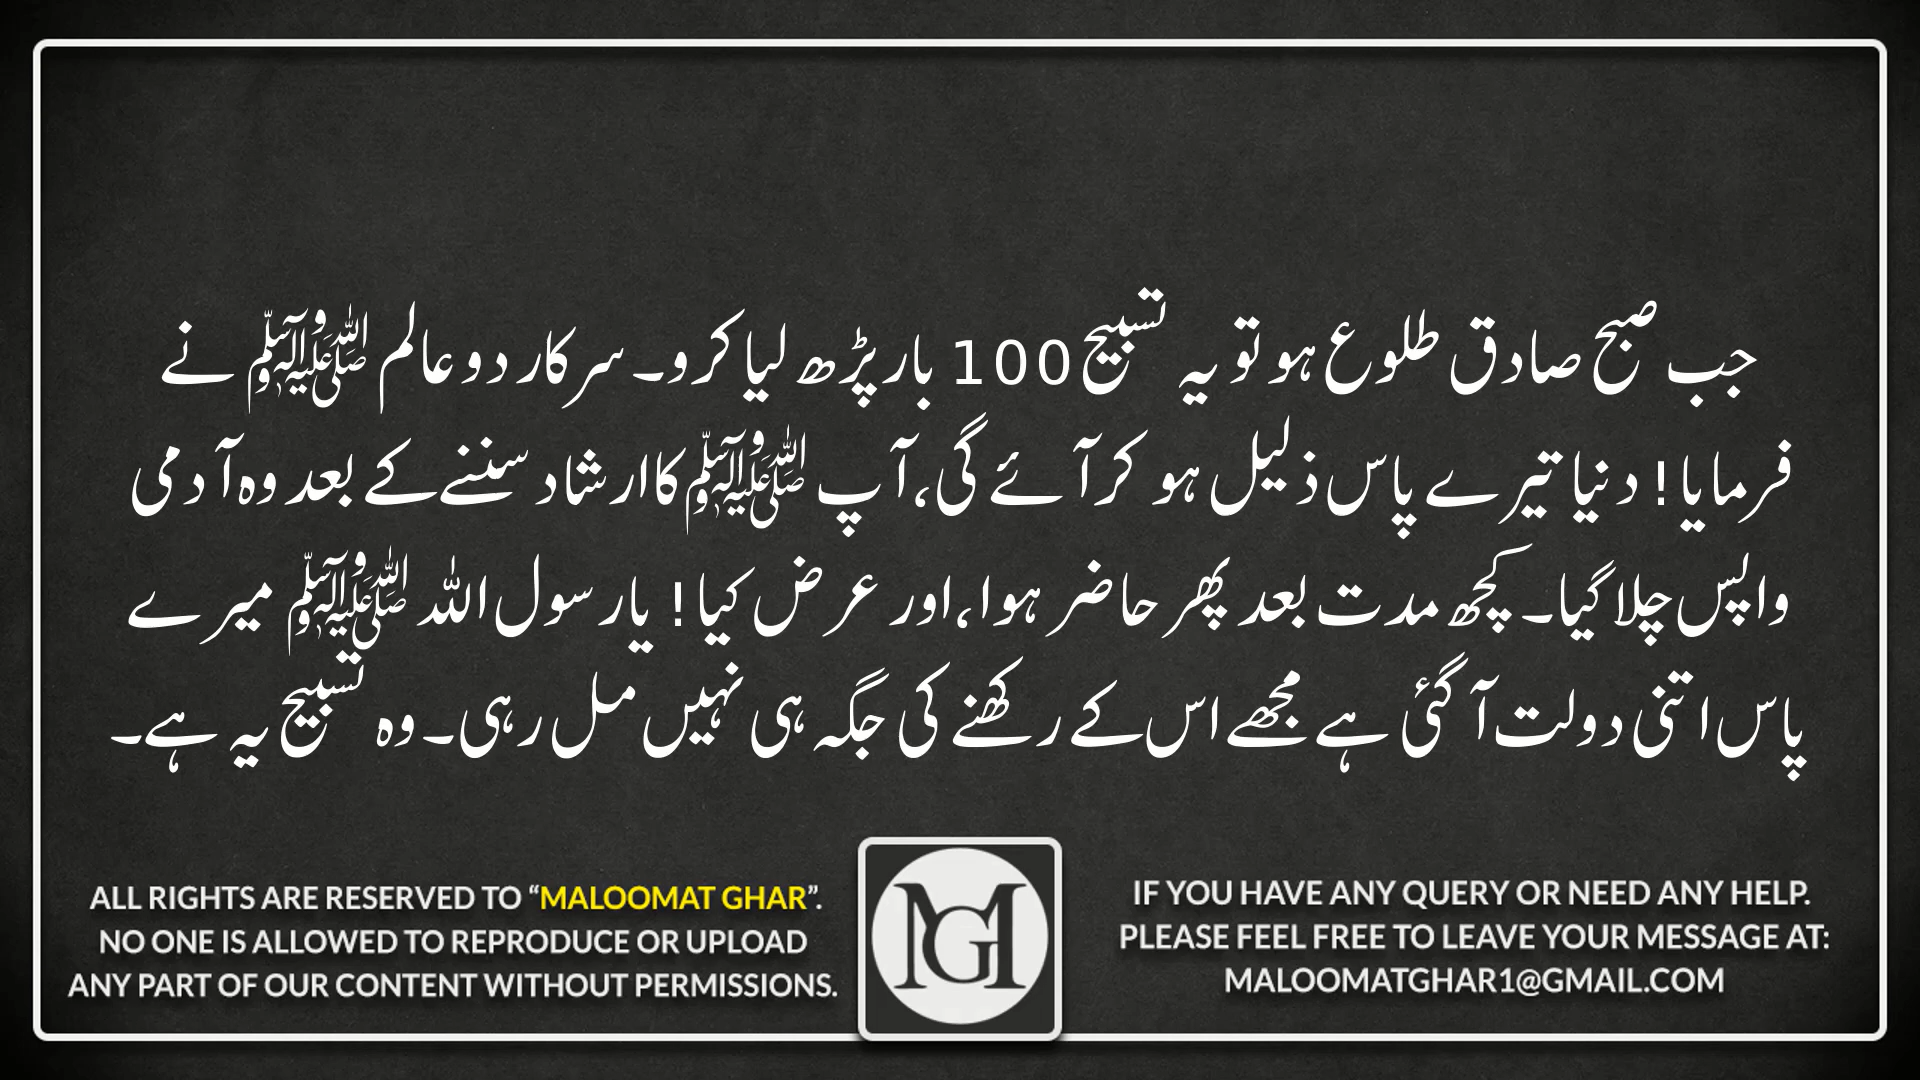 جب صبح صادق طلوع ہو تو یہ تسبیح 100 بار پڑھ لیا کرو۔ سرکار دو عالم ﷺ نے
فرمایا! دنیا تیرے پاس ذلیل ہو کر آئے گی، آپ ﷺ کا ارشاد سننے کے بعد وہ آدمی
واپس چلا گیا۔ کچھ مدت بعد پھر حاضر ہوا، اور عرض کیا! یا رسول اللہ ﷺ میرے
پاس اتنی دولت آ گئی ہے مجھے اس کے رکھنے کی جگہ ہی نہیں مل رہی۔ وہ تسبیح یہ ہے۔
ALL RIGHTS ARE RESERVED TO “MALOOMAT GHAR”.
NO ONE IS ALLOWED TO REPRODUCE OR UPLOAD
ANY PART OF OUR CONTENT WITHOUT PERMISSIONS.
MG
IF YOU HAVE ANY QUERY OR NEED ANY HELP.
PLEASE FEEL FREE TO LEAVE YOUR MESSAGE AT:
MALOOMATGHAR1@GMAIL.COM